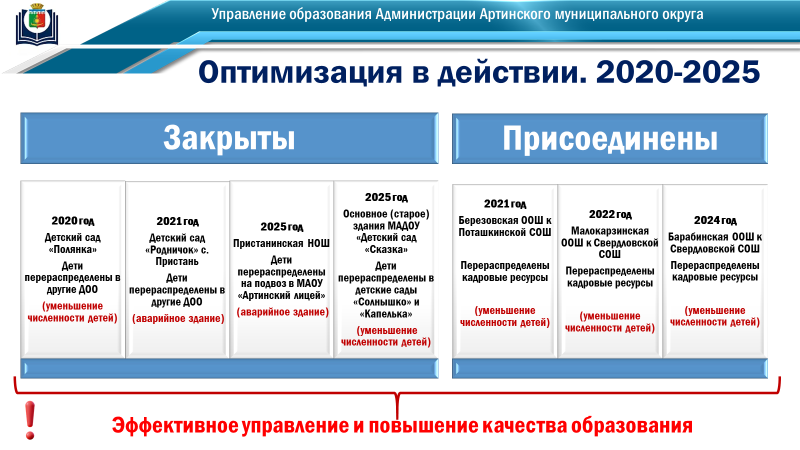 Управление образования Администрации Артинского муниципального округа
Оптимизация в действии. 2020-2025
Закрыты
2020 год
Детский сад
«Полянка»
Дети
перераспределены в
другие ДОО
(уменьшение
численности детей)
2021 год
Детский сад
«Родничок» с.
Пристань
Дети
перераспределены в
другие ДОО
(аварийное здание)
2025 год
Пристанинская НОШ
Дети
перераспределены
на подвоз в МАОУ
«Артинский лицей»
(аварийное здание)
2025 год
Основное (старое)
здания МАДОУ
«Детский сад
«Сказка»
Дети
перераспределены в
детские сады
«Солнышко» и
«Капелька»
(уменьшение
численности детей)
Присоединены
2021 год
Березовская ООШ к
Поташкинской СОШ
Перераспределены
кадровые ресурсы
(уменьшение
численности детей)
2022 год
Малокарзинская
ООШ к Свердловской
СОШ
Перераспределены
кадровые ресурсы
(уменьшение
численности детей)
2024 год
Барабинская ООШ к
Свердловской СОШ
Перераспределены
кадровые ресурсы
(уменьшение
численности детей)
! Эффективное управление и повышение качества образования